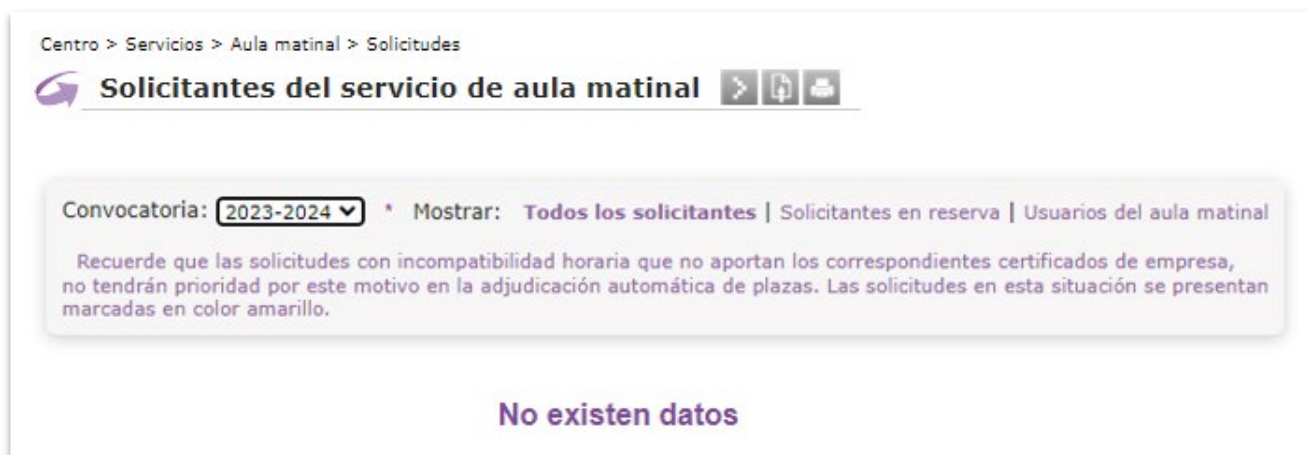 Centro > Servicios > Aula matinal > Solicitudes
Solicitantes del servicio de aula matinal
Convocatoria: 2023-2024 * Mostrar: Todos los solicitantes | Solicitantes en reserva | Usuarios del aula matinal
Recuerde que las solicitudes con incompatibilidad horaria que no aportan los correspondientes certificados de empresa,
no tendrán prioridad por este motivo en la adjudicación automática de plazas. Las solicitudes en esta situación se presentan
marcadas en color amarillo.
No existen datos